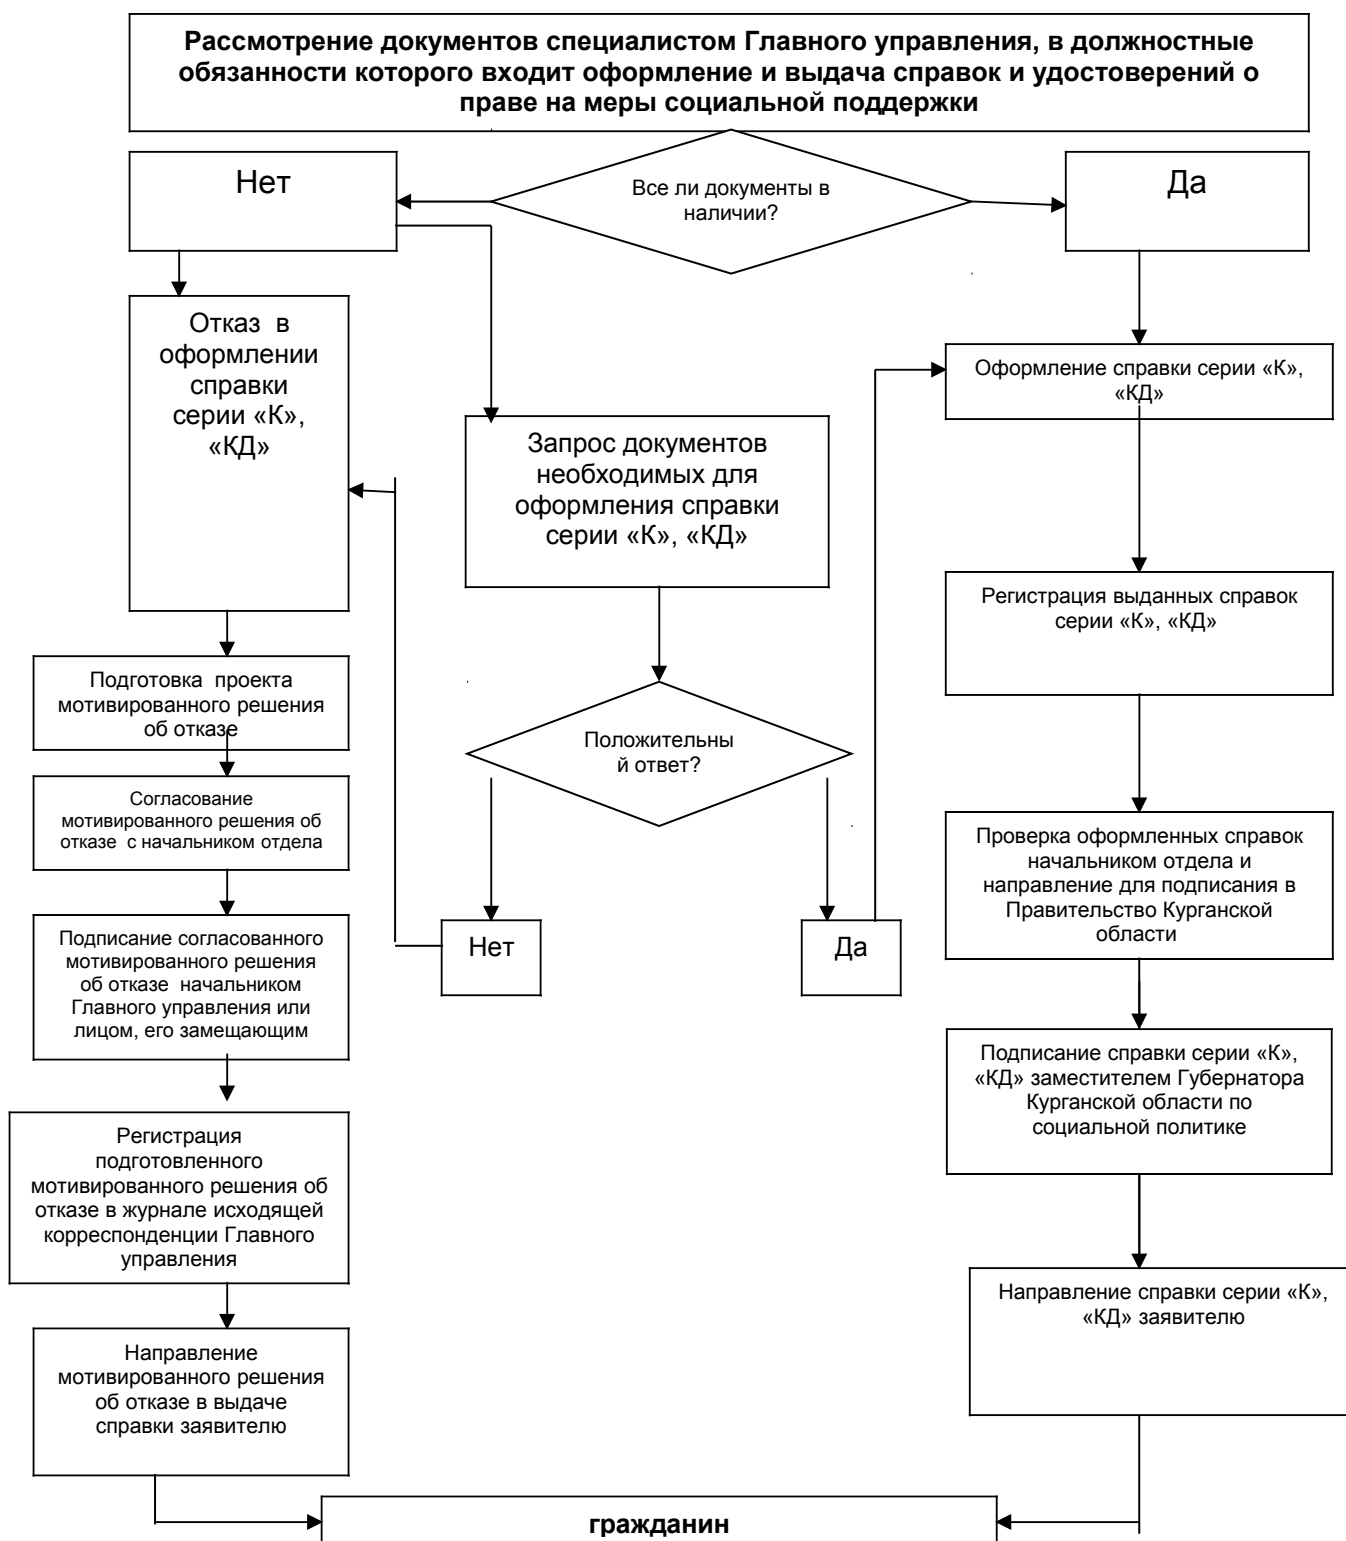 Рассмотрение документов специалистом Главного управления, в должностные
обязанности которого входит оформление и выдача справок и удостоверений о
праве на меры социальной поддержки
Нет
Все ли документы в
наличии?
Да
Отказ в
оформлении
справки
серии «К»,
«КД»
Оформление справки серии «К»,
«КД»
Запрос документов
необходимых для
оформления справки
серии «К», «КД»
Регистрация выданных справок
серии «К», «КД»
Подготовка проекта
мотивированного решения
об отказе
Положительны
й ответ?
Согласование
мотивированного решения об
отказе с начальником отдела
Проверка оформленных справок
начальником отдела и
направление для подписания в
Правительство Курганской
области
Подписание согласованного
мотивированного решения
об отказе начальником
Главного управления или
лицом, его замещающим
Нет
Да
Подписание справки серии «К»,
«КД» заместителем Губернатора
Курганской области по
социальной политике
Регистрация
подготовленного
мотивированного решения об
отказе в журнале исходящей
корреспонденции Главного
управления
Направление справки серии «К»,
«КД» заявителю
Направление
мотивированного решения
об отказе в выдаче
справки заявителю
гражданин